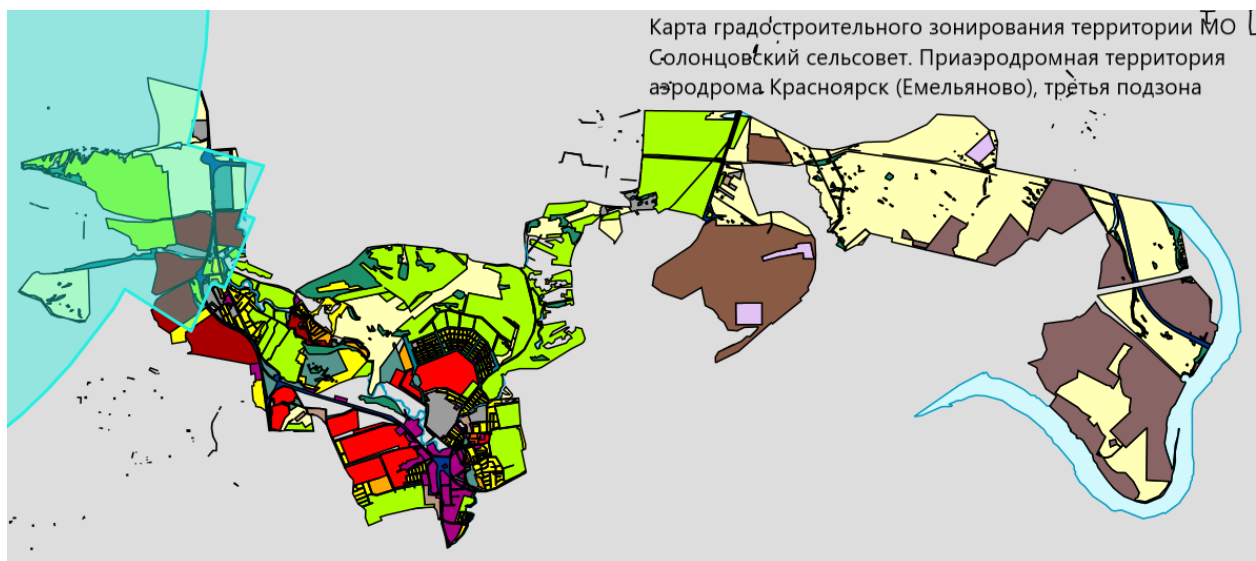 Карта градостроительного зонирования территории МО
Солонцовский сельсовет. Приаэродромная территория
аэродрома Красноярск (Емельяново), третья подзона